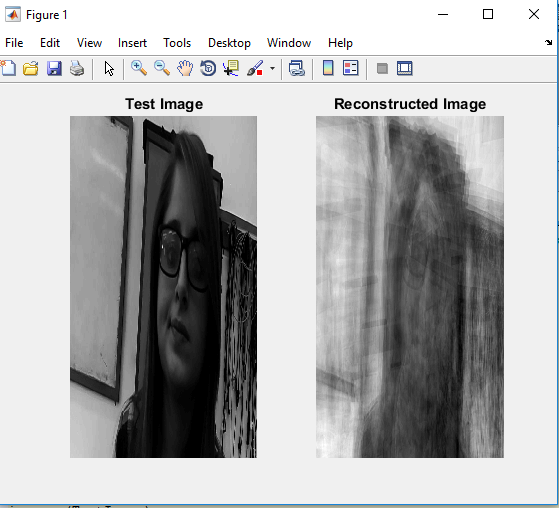 Figure 1
File Edit View Insert Tools Desktop Window Help
Test Image Reconstructed Image